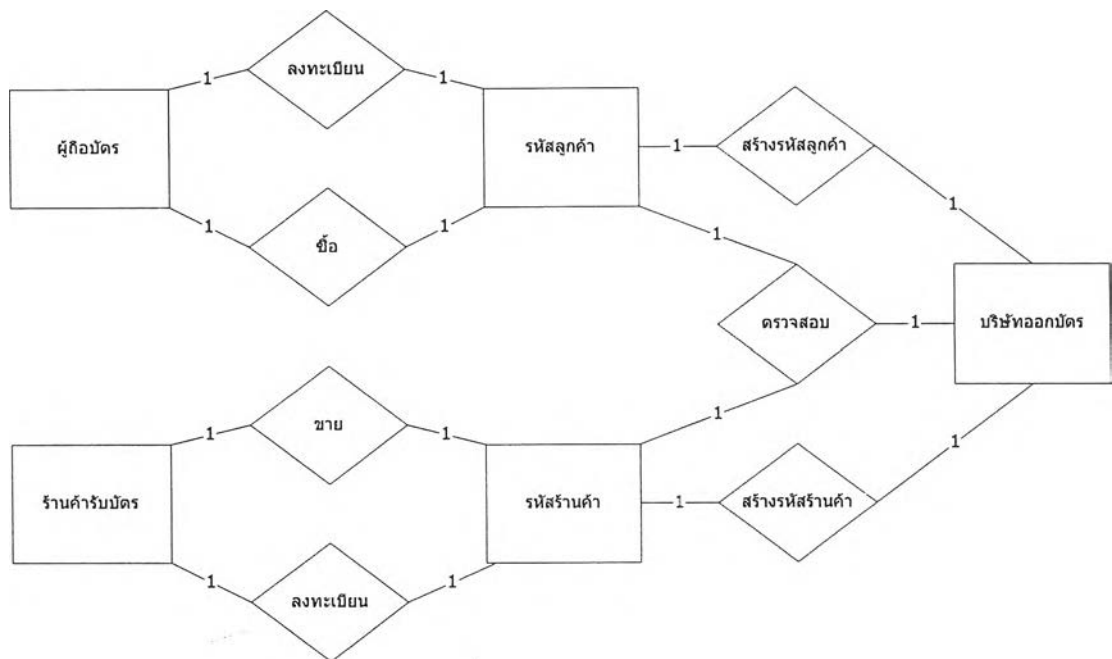 ลงทะเบียน
1
1
ผู้ถือบัตร
รหัสลูกค้า
1
สร้างรหัสลูกค้า
1
1
1
ซื้อ
1
ตรวจสอบ
1
บริษัทออกบัตร
1
1
ขาย
1
1
ร้านค้ารับบัตร
รหัสร้านค้า
1
สร้างรหัสร้านค้า
1
1
ลงทะเบียน